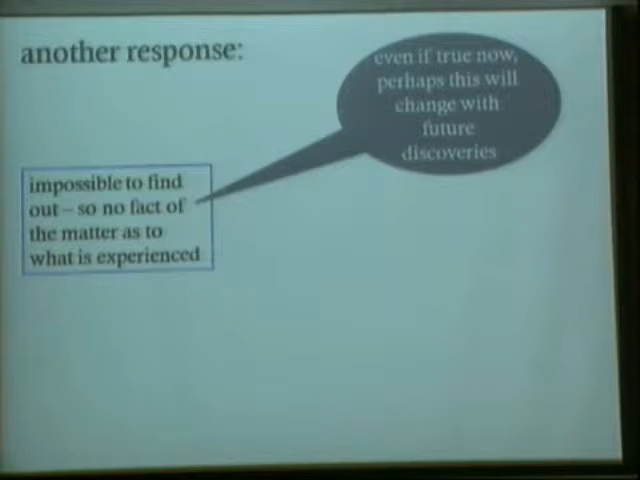 another response:
even if true now,
perhaps this will
change with
future
discoveries
impossible to find
out – so no fact of
the matter as to
what is experienced